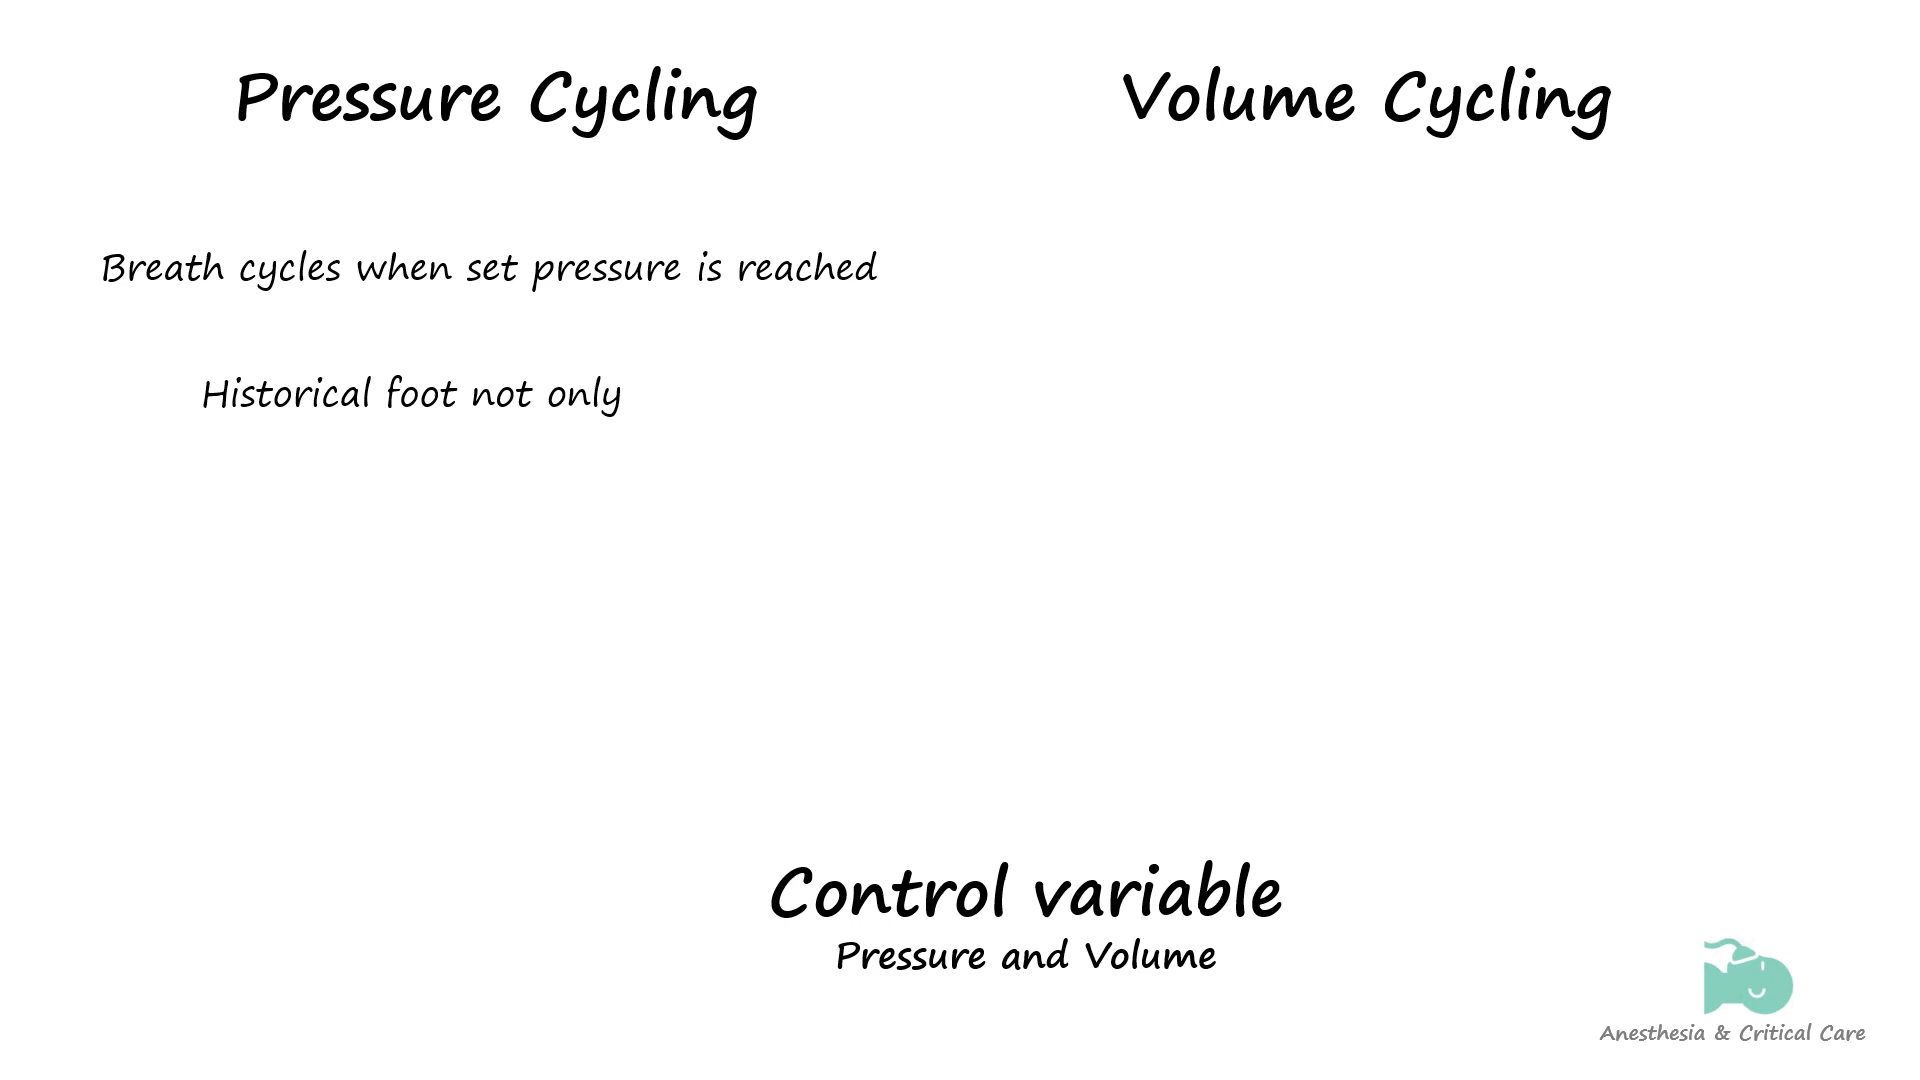 Pressure Cycling
Volume Cycling
Breath cycles when set pressure is reached
Historical foot not only
Control variable
Pressure and Volume
Anesthesia & Critical Care